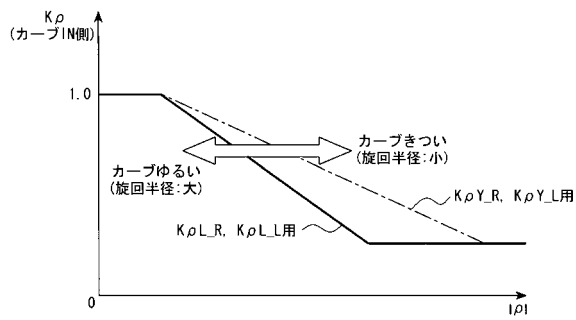 Kρ
(カーブIN側)
1.0
カーブきつい
(旋回半径:小)
カーブゆるい
(旋回半径:大)
KρY_R, KρY_L用
KρL_R, KρL_L用
0
|ρ|